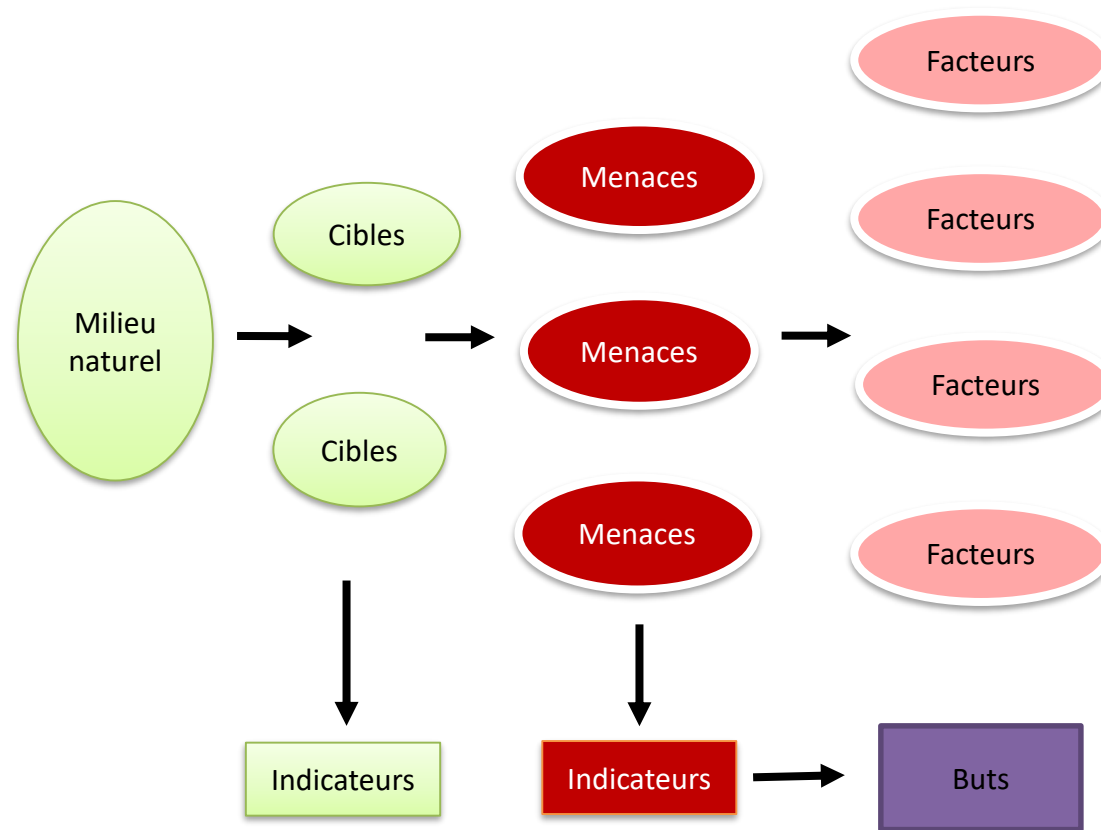 Milieu
naturel
Cibles
Cibles
Menaces
Menaces
Menaces
Facteurs
Facteurs
Facteurs
Facteurs
Indicateurs
Indicateurs
Buts